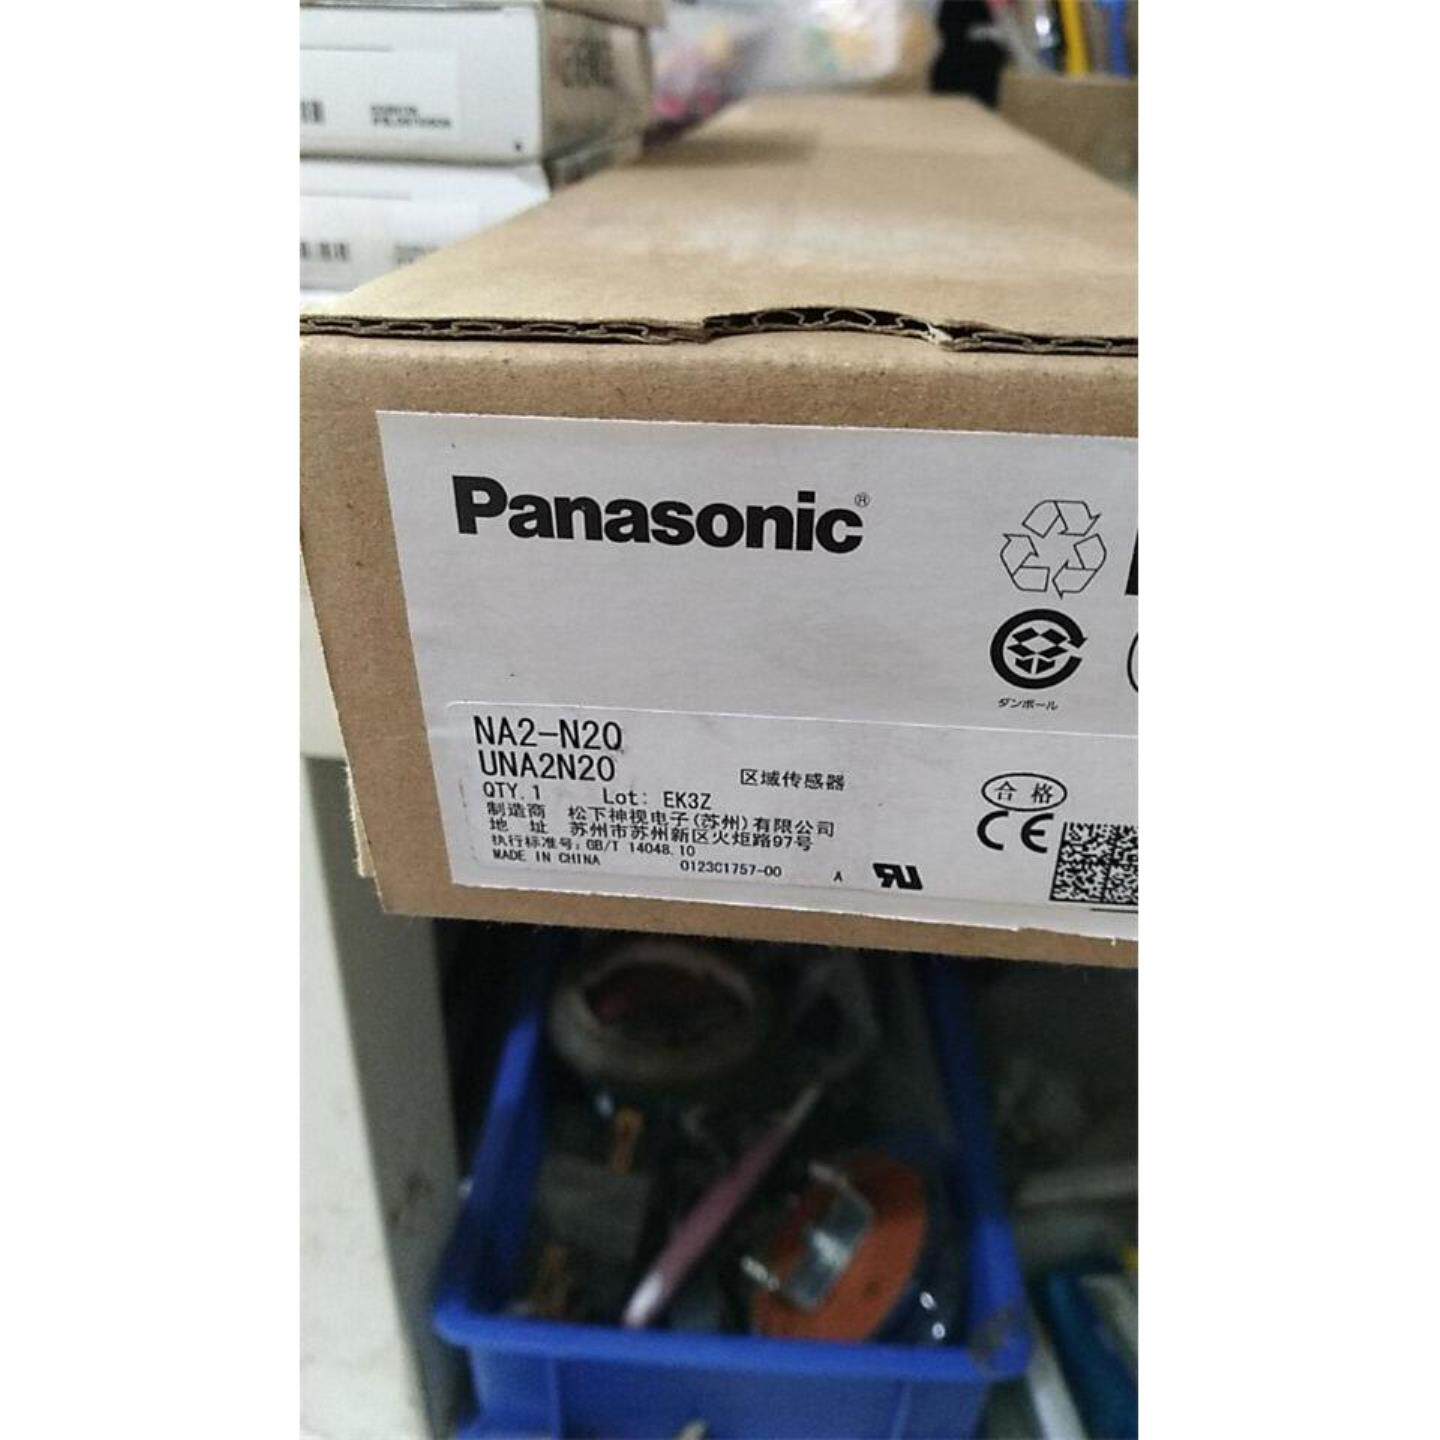 Panasonic®
ダンボール
NA2-N20
UNA2N20
区域传感器
QTY.1 Lot: EK3Z
合格
制造商 松下神视电子(苏州)有限公司
地 址 苏州市苏州新区火炬路97号
执行标准号: GB/T 14048.10
MADE IN CHINA 0123C1757-00 A
CE